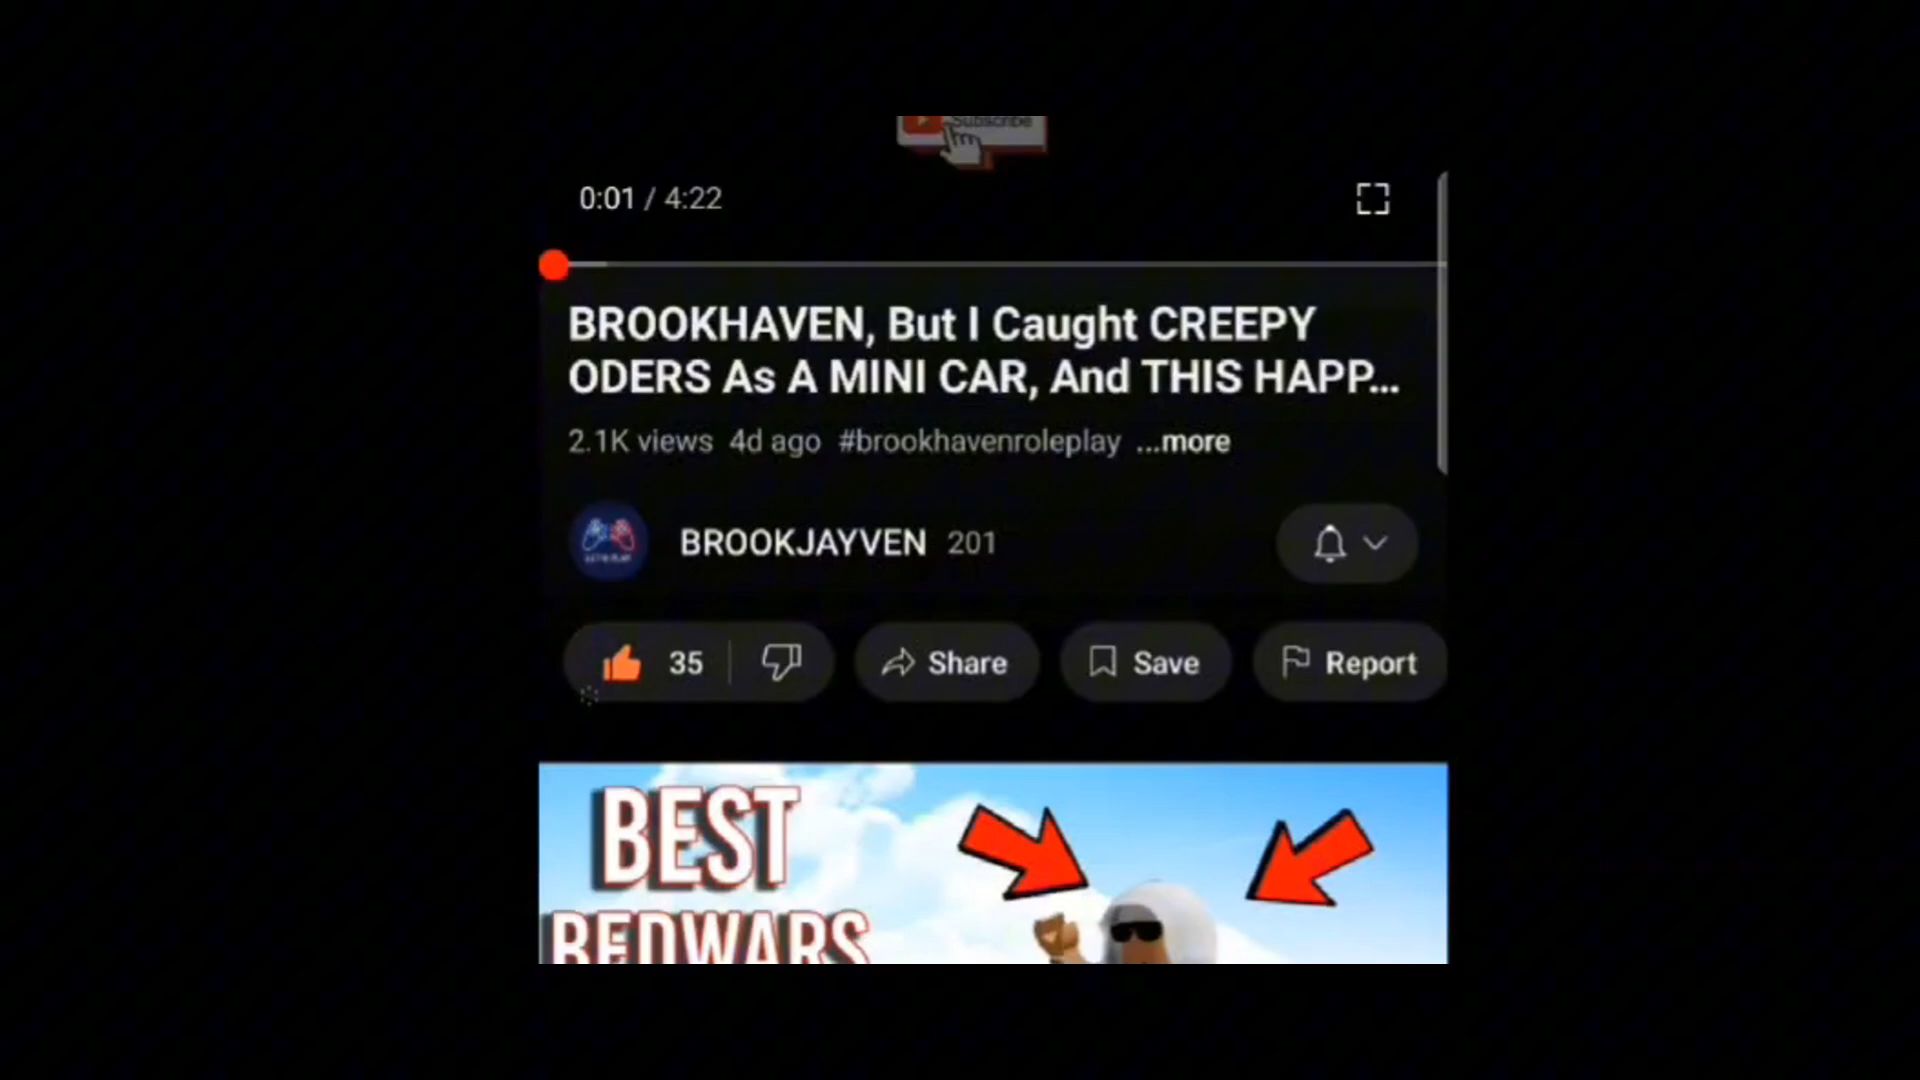 Subscribe
0:01 / 4:22
BROOKHAVEN, But I Caught CREEPY
ODERS As A MINI CAR, And THIS HAPP...
2.1K views 4d ago #brookhavenroleplay ...more
BROOKJAYVEN 201
35 Share Save Report
BEST
BEDWARS